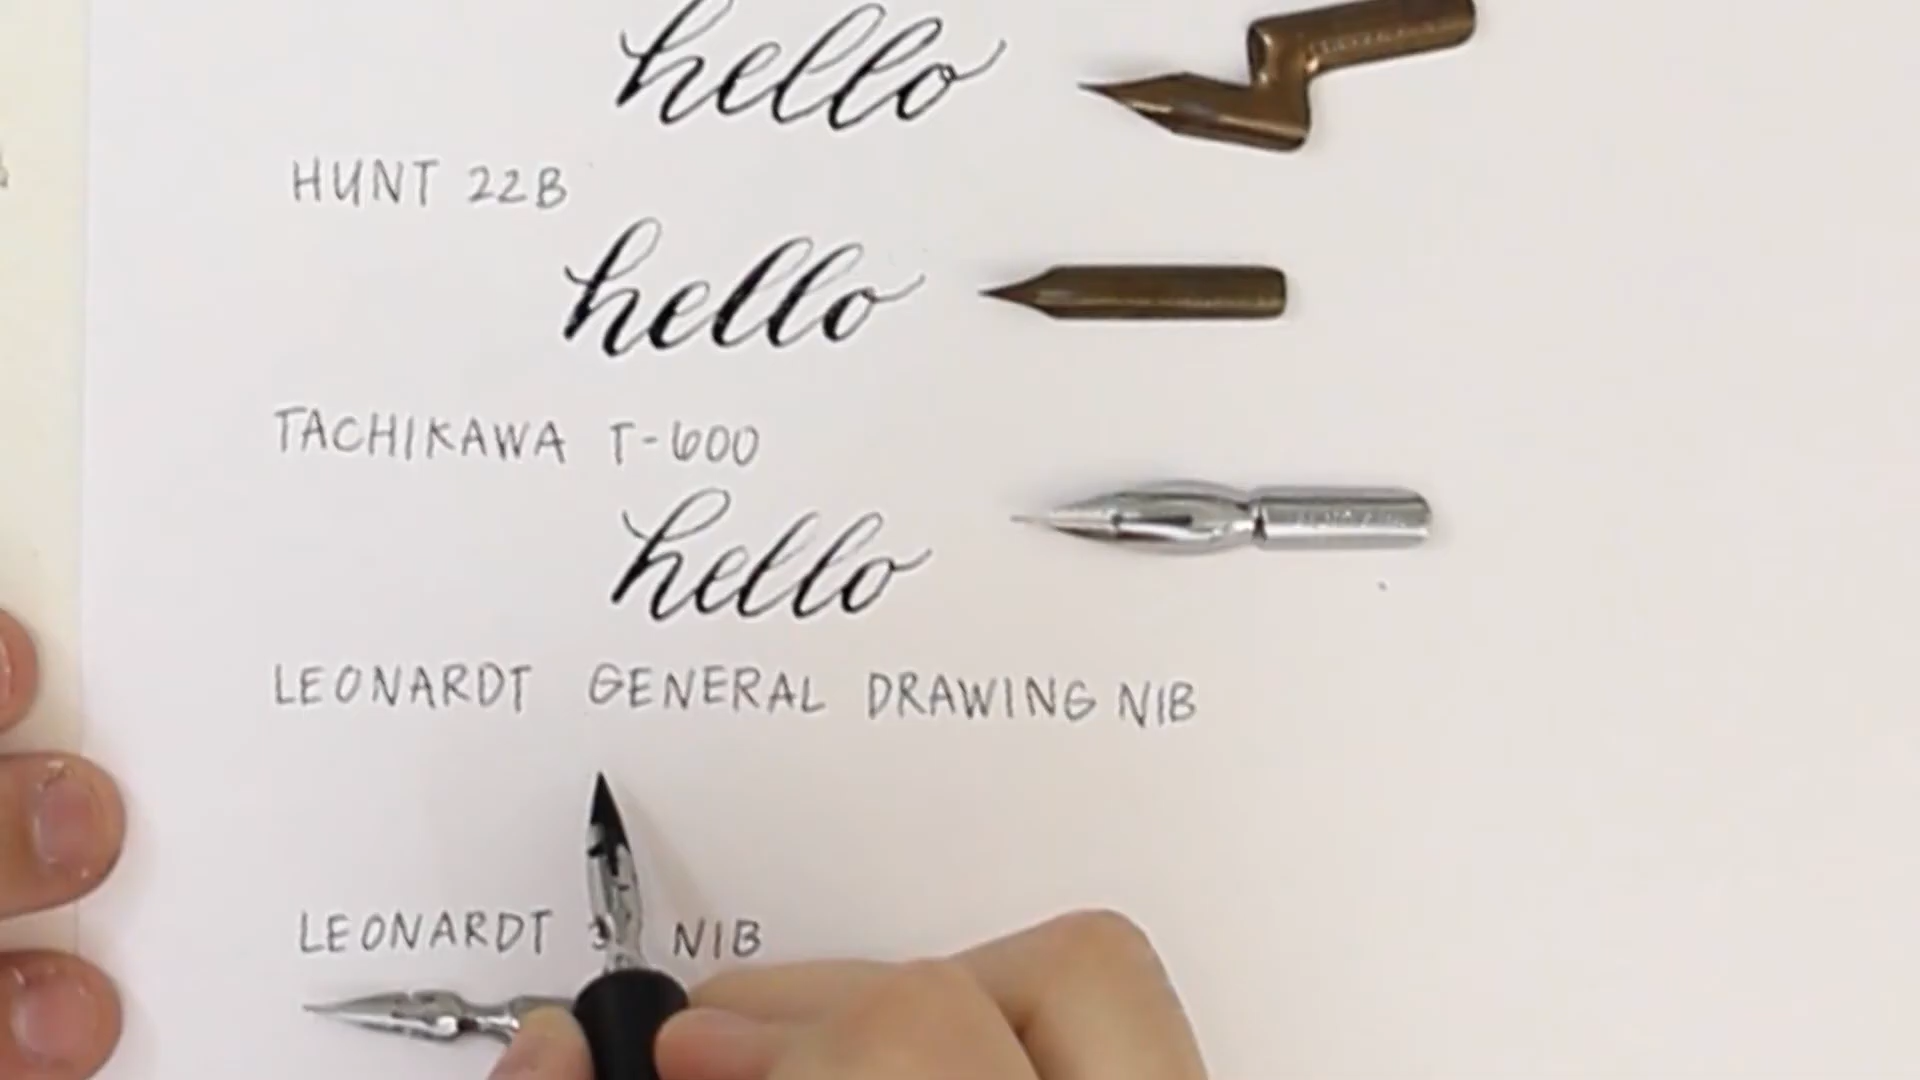 hello
HUNT 22B
hello
TACHIKAWA T-600
hello
LEONARDT GENERAL DRAWING NIB
LEONARDT NIB